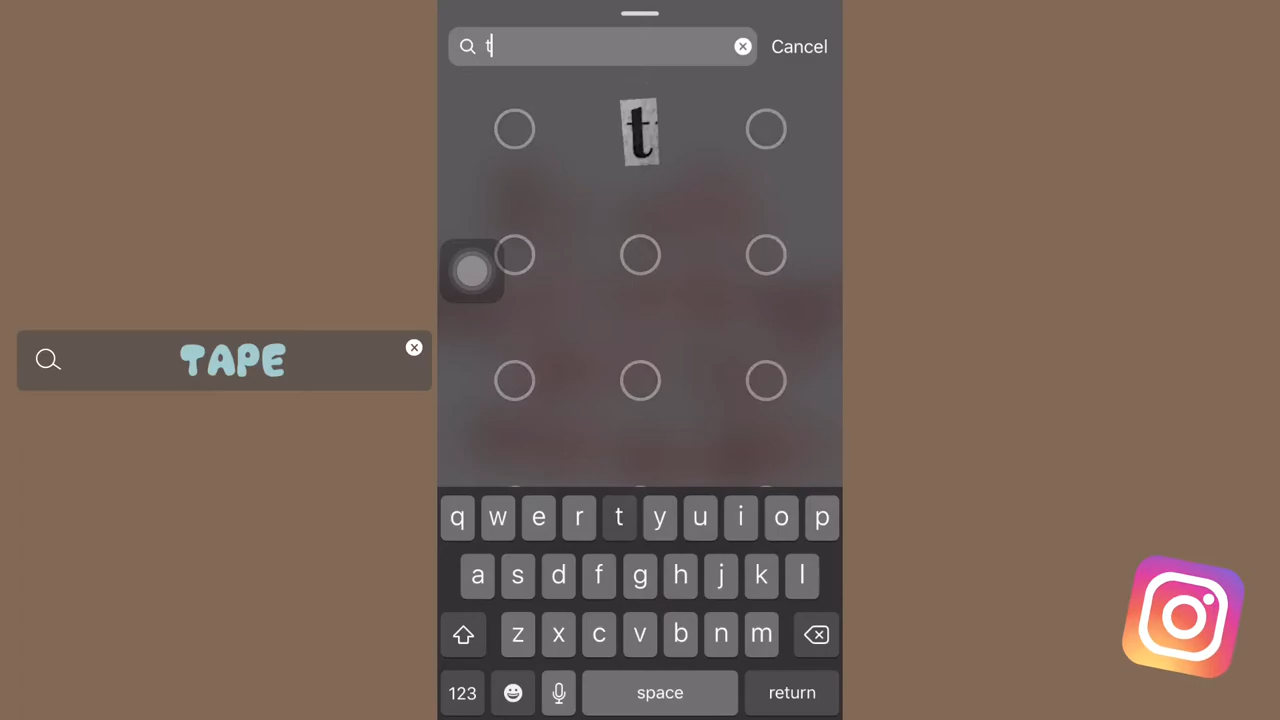 t
Cancel
t
TAPE
q w e r t y u i o p
a s d f g h j k l
z x c v b n m
123
space
return